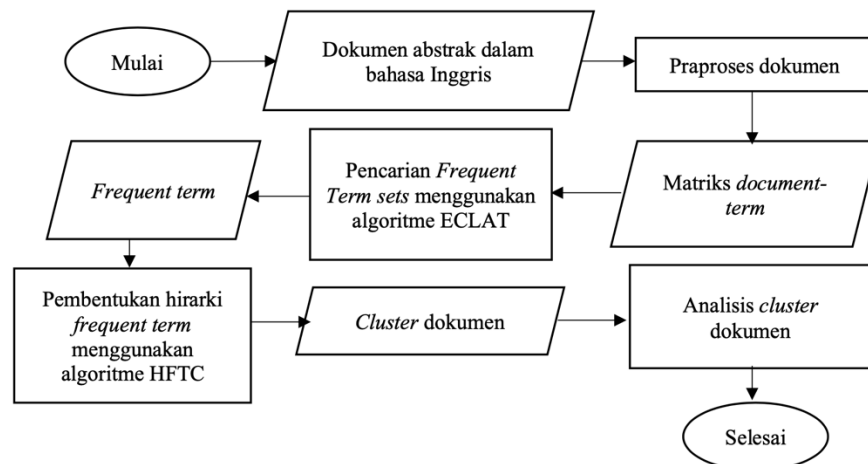 Mulai
Dokumen abstrak dalam
bahasa Inggris
Praproses dokumen
Matriks document-
term
Pencarian Frequent
Term sets menggunakan
algoritme ECLAT
Frequent term
Pembentukan hirarki
frequent term
menggunakan
algoritme HFTC
Cluster dokumen
Analisis cluster
dokumen
Selesai